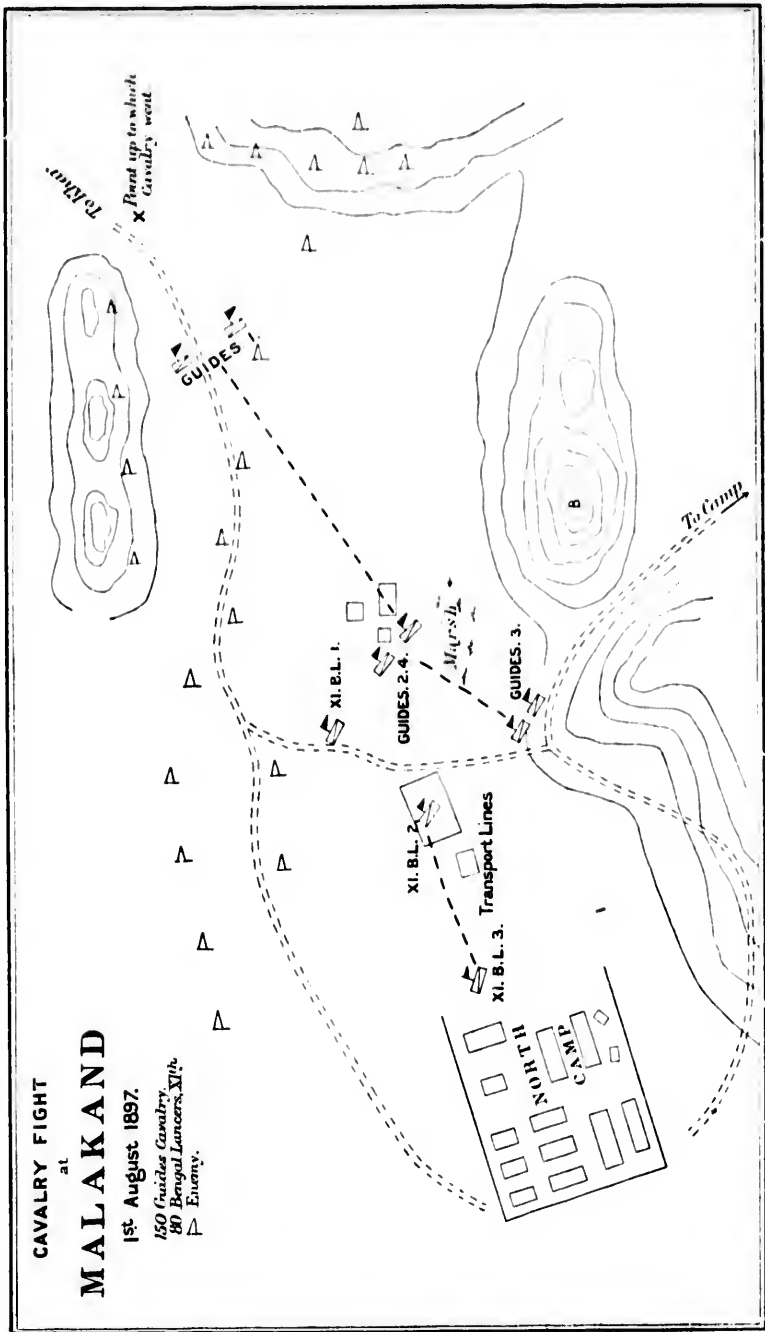 CAVALRY FIGHT
at
MALAKAND
1st August 1897.
150 Guides Cavalry.
80 Bengal Lancers, XIth
Enemy.
To Khar.
X Point up to which
Cavalry went.
GUIDES 1
XI. B.L. 1.
GUIDES. 2.4.
Marsh
GUIDES. 3.
B
To Camp
XI. B.L. 2.
Transport Lines
XI. B.L. 3.
NORTH
CAMP